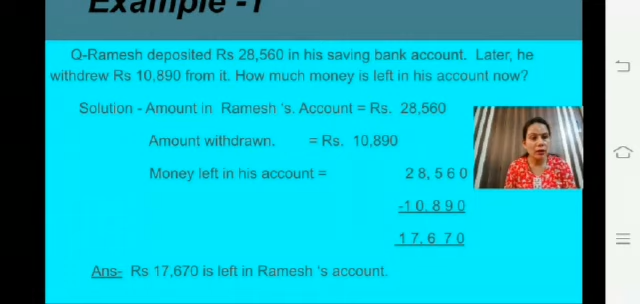 Example -1
Q-Ramesh deposited Rs 28,560 in his saving bank account. Later, he
withdrew Rs 10,890 from it. How much money is left in his account now?
Solution - Amount in Ramesh 's. Account = Rs. 28,560
Amount withdrawn. = Rs. 10,890
Money left in his account = 2 8, 5 6 0
-1 0, 8 9 0
1 7, 6 7 0
Ans- Rs 17,670 is left in Ramesh 's account.